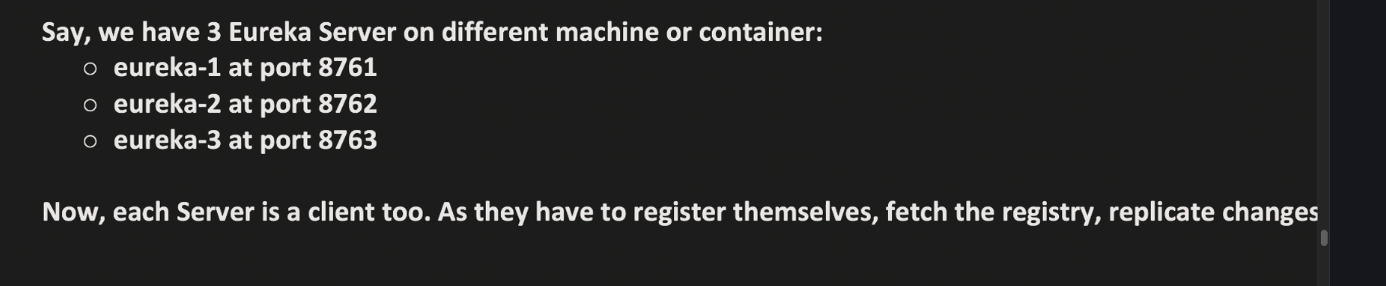 Say, we have 3 Eureka Server on different machine or container:
○ eureka-1 at port 8761
○ eureka-2 at port 8762
○ eureka-3 at port 8763
Now, each Server is a client too. As they have to register themselves, fetch the registry, replicate changes